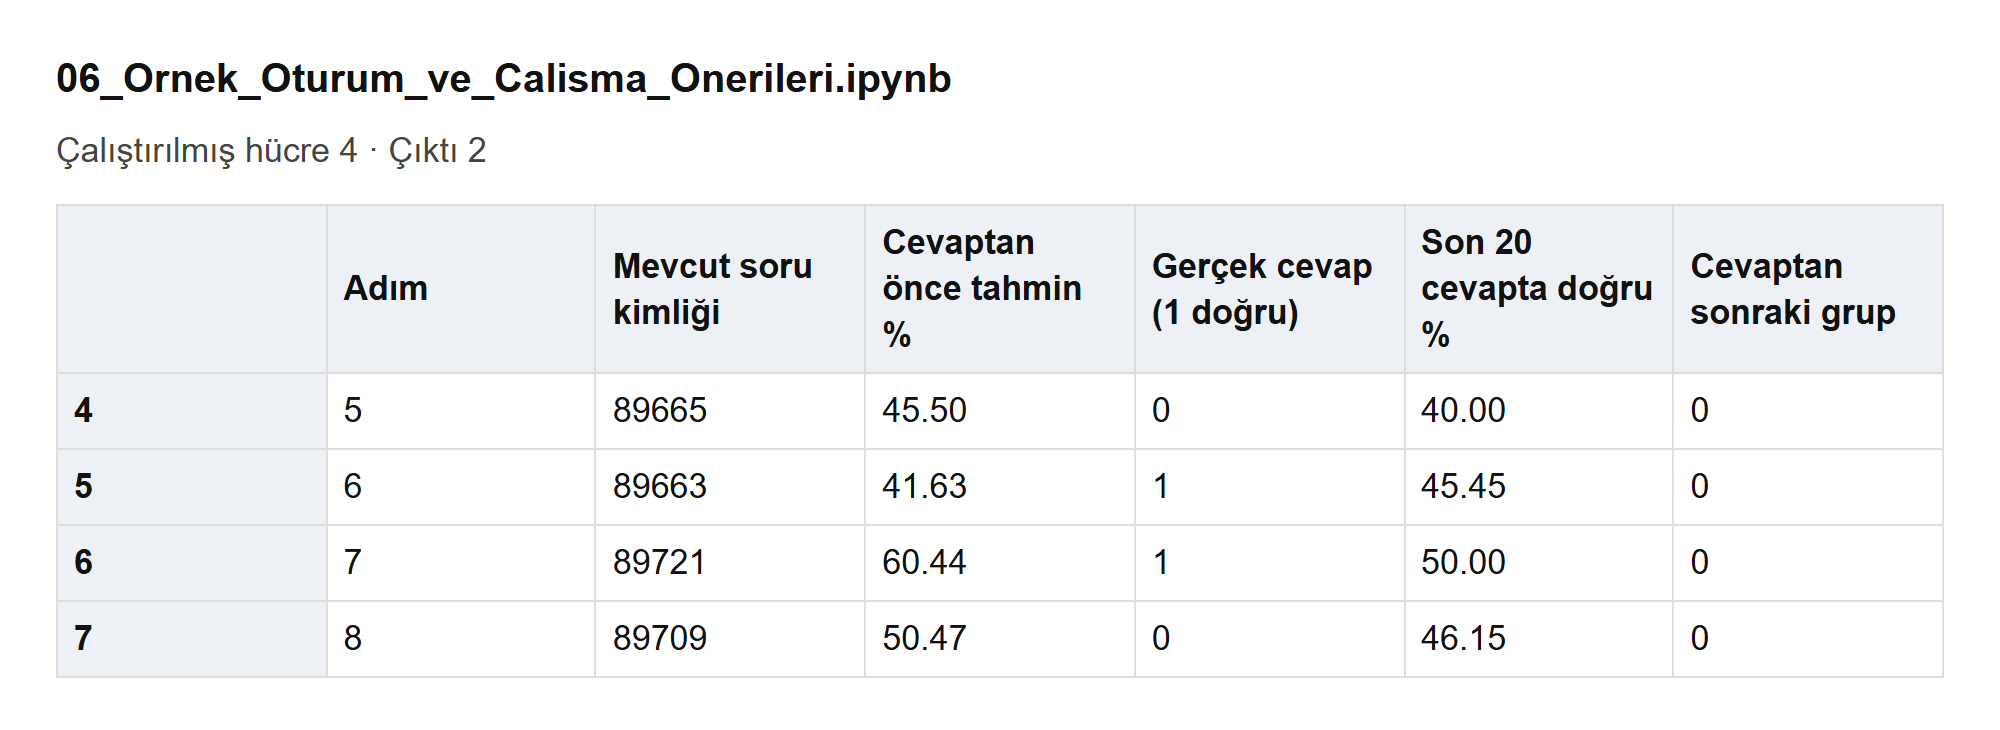 06_Ornek_Oturum_ve_Calisma_Onerileri.ipynb
Çalıştırılmış hücre 4 · Çıktı 2
Adım
Mevcut soru
kimliği
Cevaptan
önce tahmin
%
Gerçek cevap
(1 doğru)
Son 20
cevapta doğru
%
Cevaptan
sonraki grup
4 5 89665 45.50 0 40.00 0
5 6 89663 41.63 1 45.45 0
6 7 89721 60.44 1 50.00 0
7 8 89709 50.47 0 46.15 0